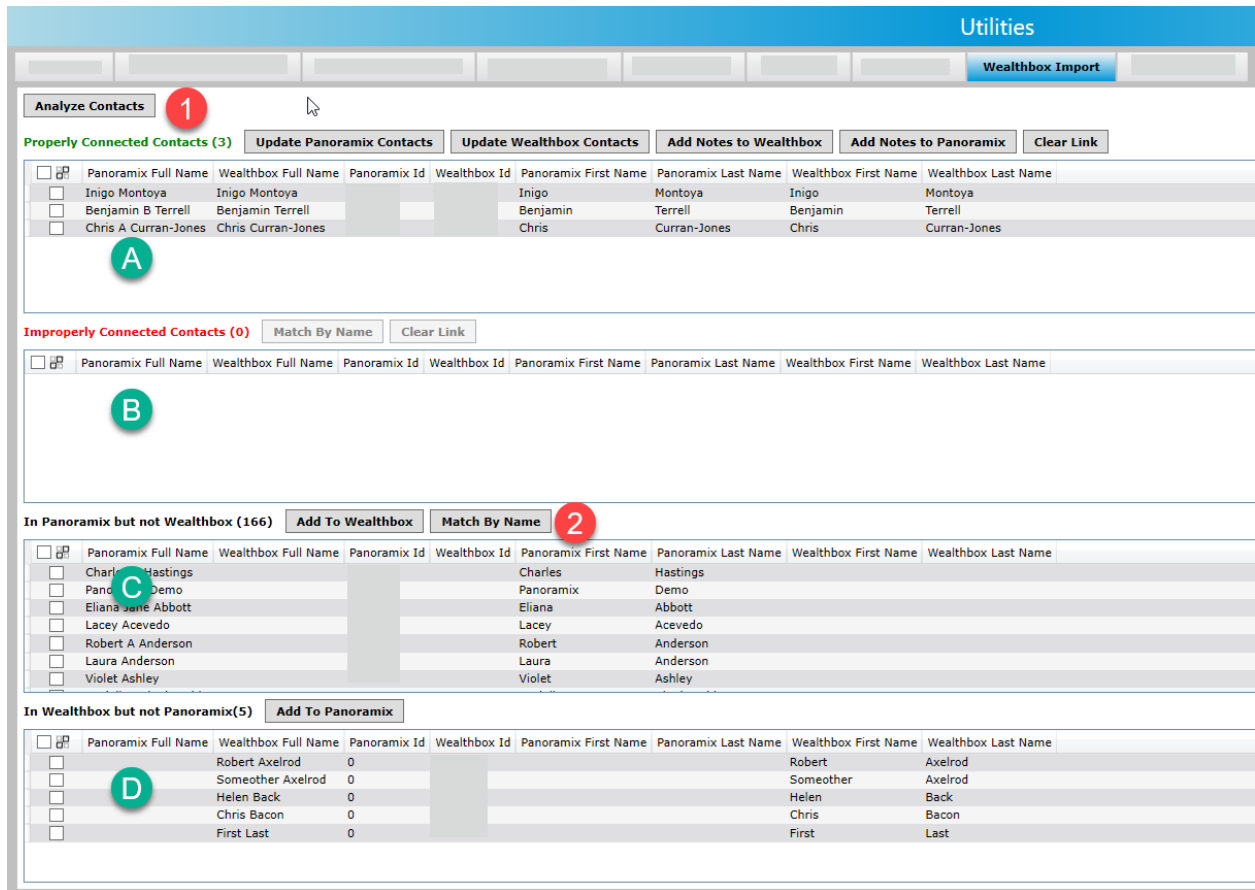 Utilities
Wealthbox Import
Analyze Contacts 1
Properly Connected Contacts (3) Update Panoramix Contacts Update Wealthbox Contacts Add Notes to Wealthbox Add Notes to Panoramix Clear Link
Panoramix Full Name Wealthbox Full Name Panoramix Id Wealthbox Id Panoramix First Name Panoramix Last Name Wealthbox First Name Wealthbox Last Name
Inigo Montoya Inigo Montoya Inigo Montoya Inigo Montoya
Benjamin B Terrell Benjamin Terrell Benjamin Terrell Benjamin Terrell
Chris A Curran-Jones Chris Curran-Jones Chris Curran-Jones Chris Curran-Jones
A
Improperly Connected Contacts (0) Match By Name Clear Link
Panoramix Full Name Wealthbox Full Name Panoramix Id Wealthbox Id Panoramix First Name Panoramix Last Name Wealthbox First Name Wealthbox Last Name
B
In Panoramix but not Wealthbox (166) Add To Wealthbox Match By Name 2
Panoramix Full Name Wealthbox Full Name Panoramix Id Wealthbox Id Panoramix First Name Panoramix Last Name Wealthbox First Name Wealthbox Last Name
Hastings Charles Hastings
C Demo Panoramix Demo
Eliana Jane Abbott Eliana Abbott
Lacey Acevedo Lacey Acevedo
Robert A Anderson Robert Anderson
Laura Anderson Laura Anderson
Violet Ashley Violet Ashley
In Wealthbox but not Panoramix(5) Add To Panoramix
Panoramix Full Name Wealthbox Full Name Panoramix Id Wealthbox Id Panoramix First Name Panoramix Last Name Wealthbox First Name Wealthbox Last Name
Robert Axelrod 0 Robert Axelrod
Someother Axelrod 0 Someother Axelrod
D Helen Back 0 Helen Back
Chris Bacon 0 Chris Bacon
First Last 0 First Last